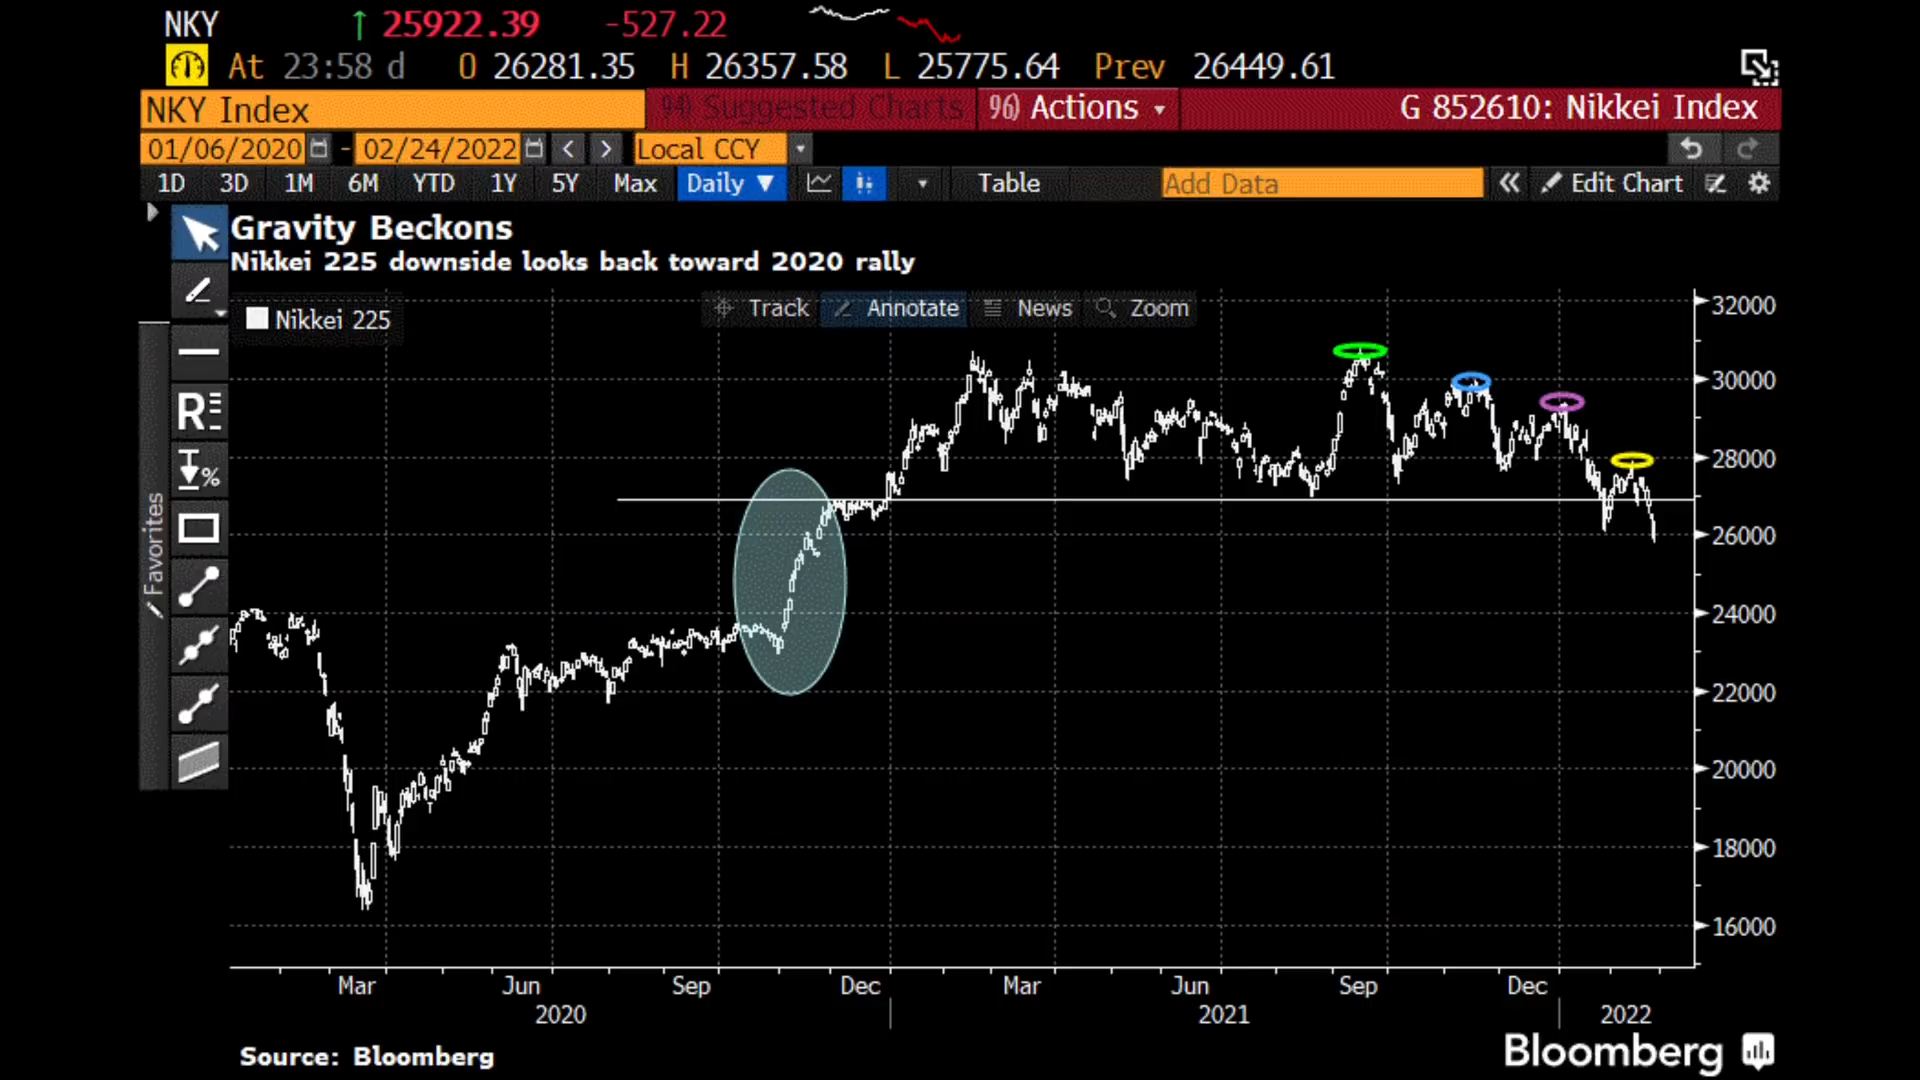 NKY ↑ 25922.39 -527.22
At 23:58 d O 26281.35 H 26357.58 L 25775.64 Prev 26449.61
NKY Index 94) Suggested Charts 96) Actions G 852610: Nikkei Index
01/06/2020 - 02/24/2022 < > Local CCY
1D 3D 1M 6M YTD 1Y 5Y Max Daily ▼ Table Add Data « Edit Chart
Gravity Beckons
Nikkei 225 downside looks back toward 2020 rally
Nikkei 225
Track Annotate News Zoom
Favorites
R
%
32000
30000
28000
26000
24000
22000
20000
18000
16000
Mar Jun Sep Dec Mar Jun Sep Dec
2020 2021 2022
Source: Bloomberg
Bloomberg